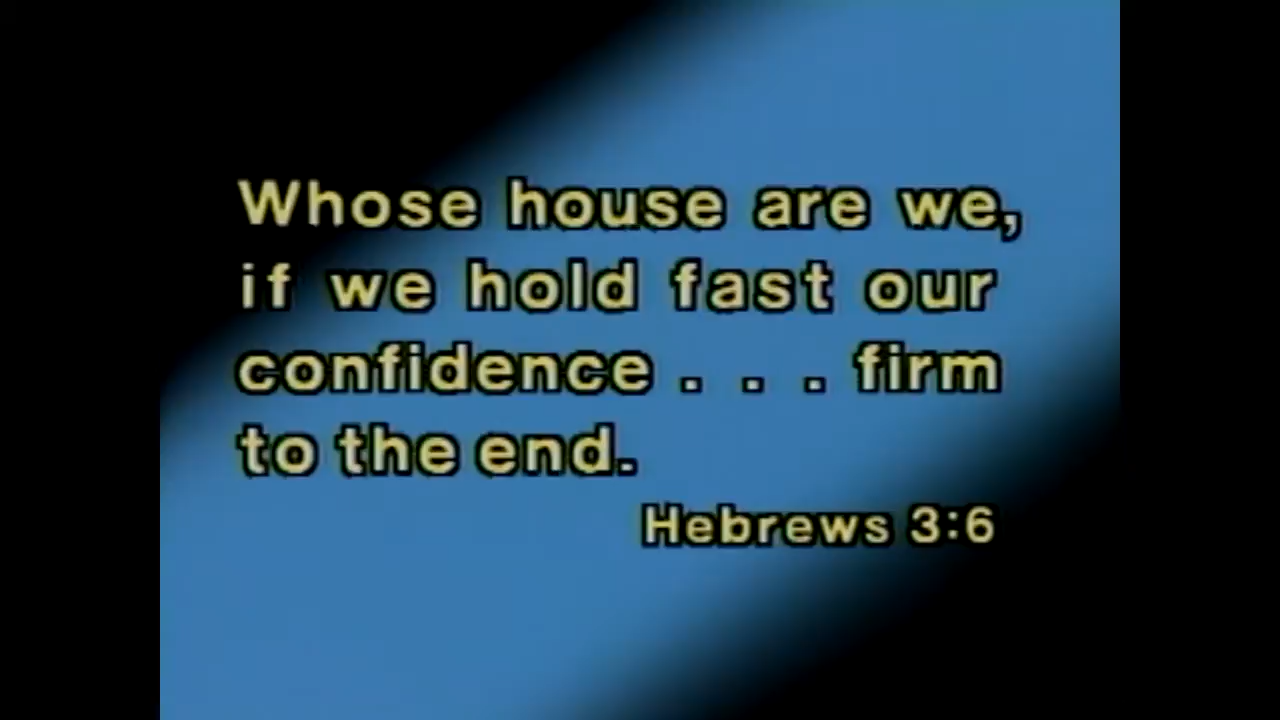 Whose house are we,
if we hold fast our
confidence . . . firm
to the end.
Hebrews 3:6